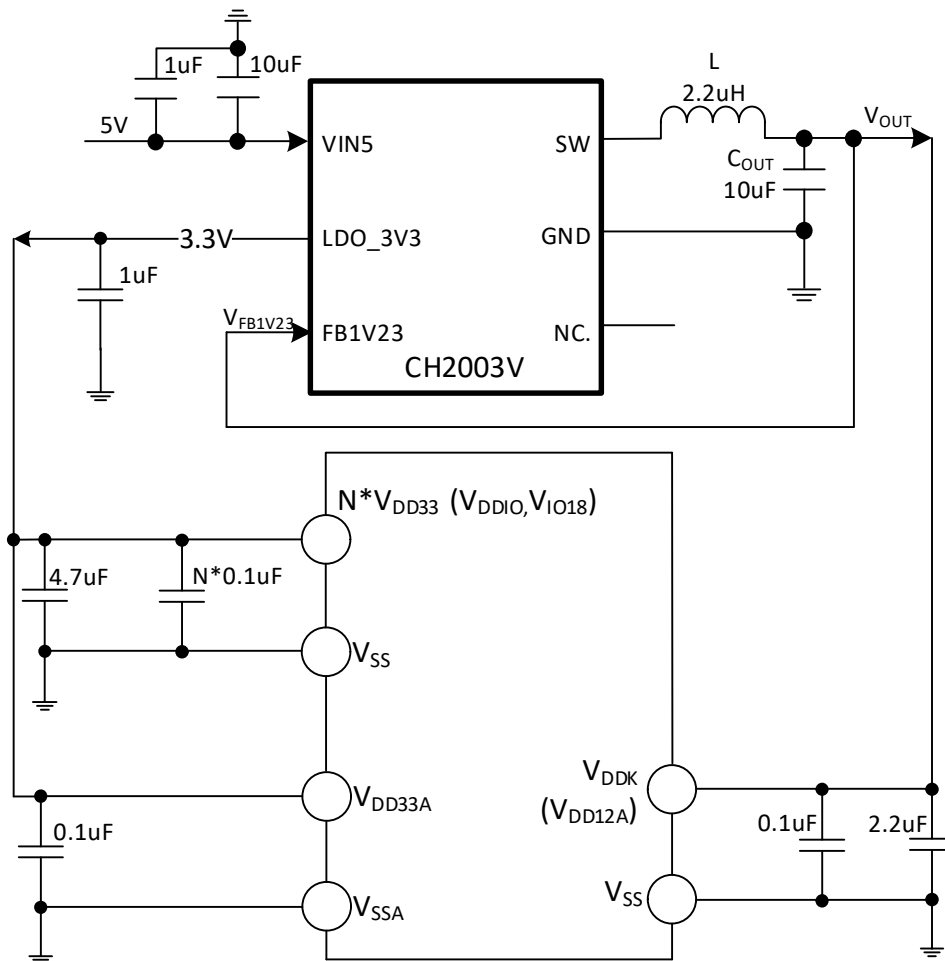 1uF
10uF
5V
VIN5
LDO_3V3
FB1V23
SW
GND
NC.
CH2003V
L
2.2uH
VOUT
COUT
10uF
3.3V
1uF
VFB1V23
N*VDD33 (VDDIO,VIO18)
4.7uF
N*0.1uF
VSS
VDD33A
0.1uF
VSSA
VDDK
(VDD12A)
0.1uF
2.2uF
VSS